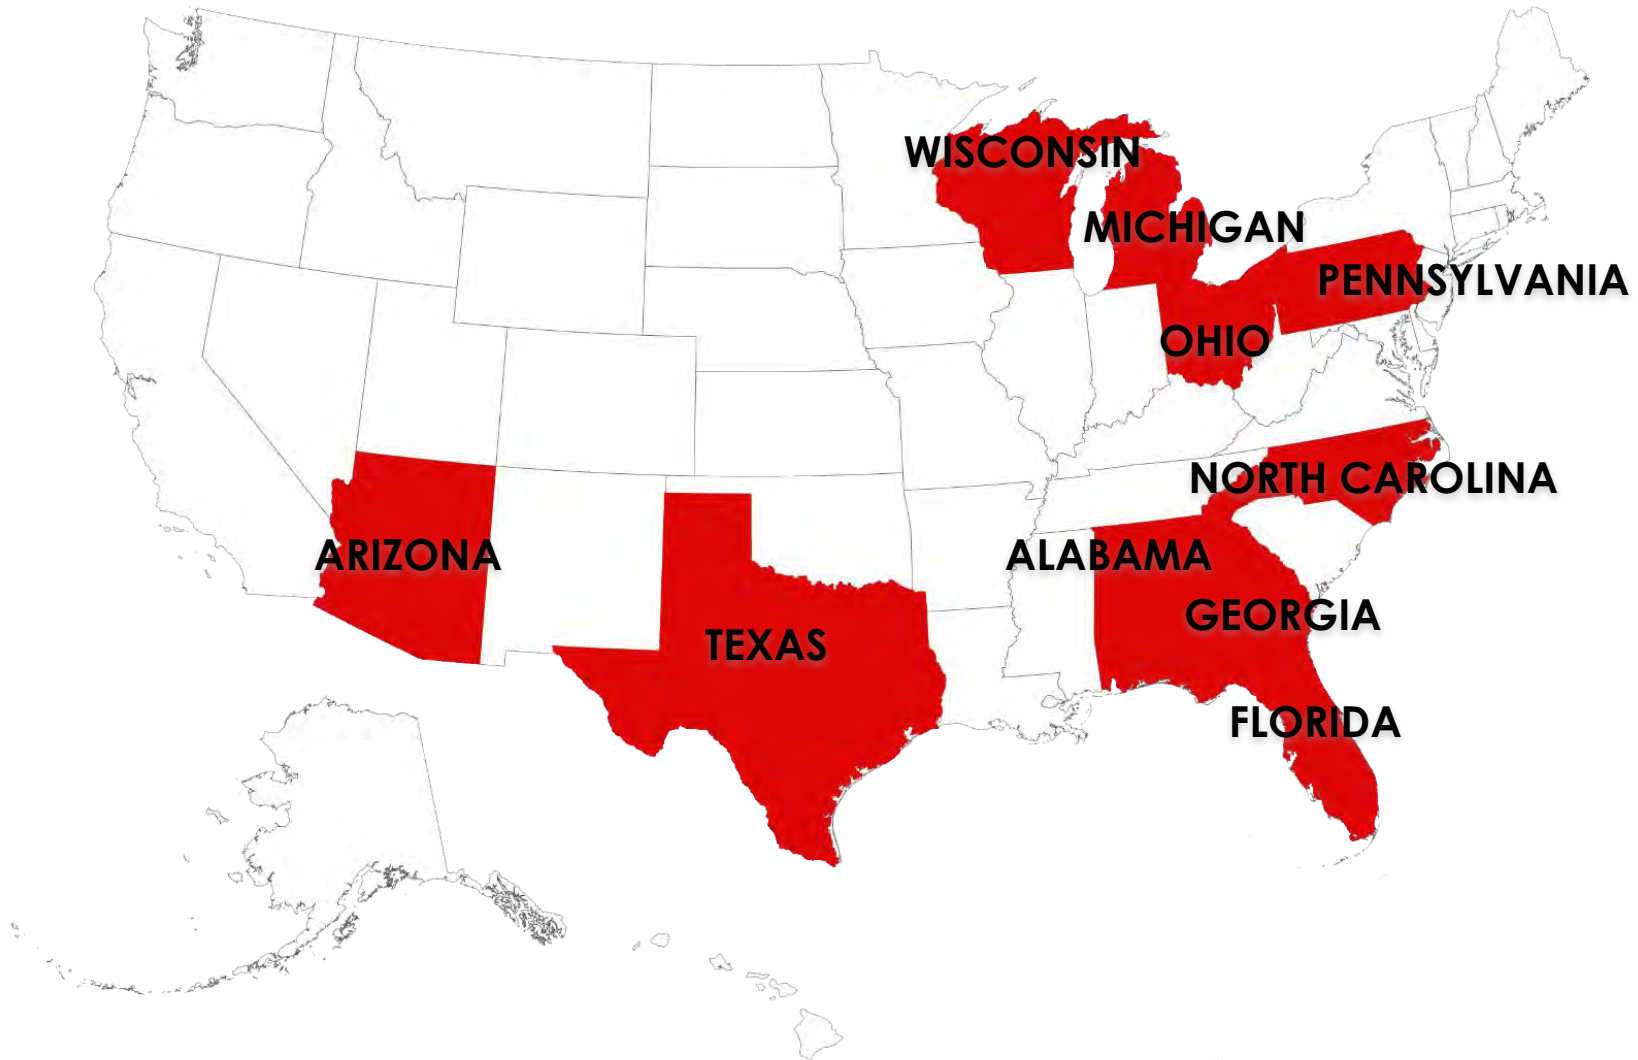 WISCONSIN
MICHIGAN
PENNSYLVANIA
OHIO
NORTH CAROLINA
ARIZONA
ALABAMA
GEORGIA
TEXAS
FLORIDA